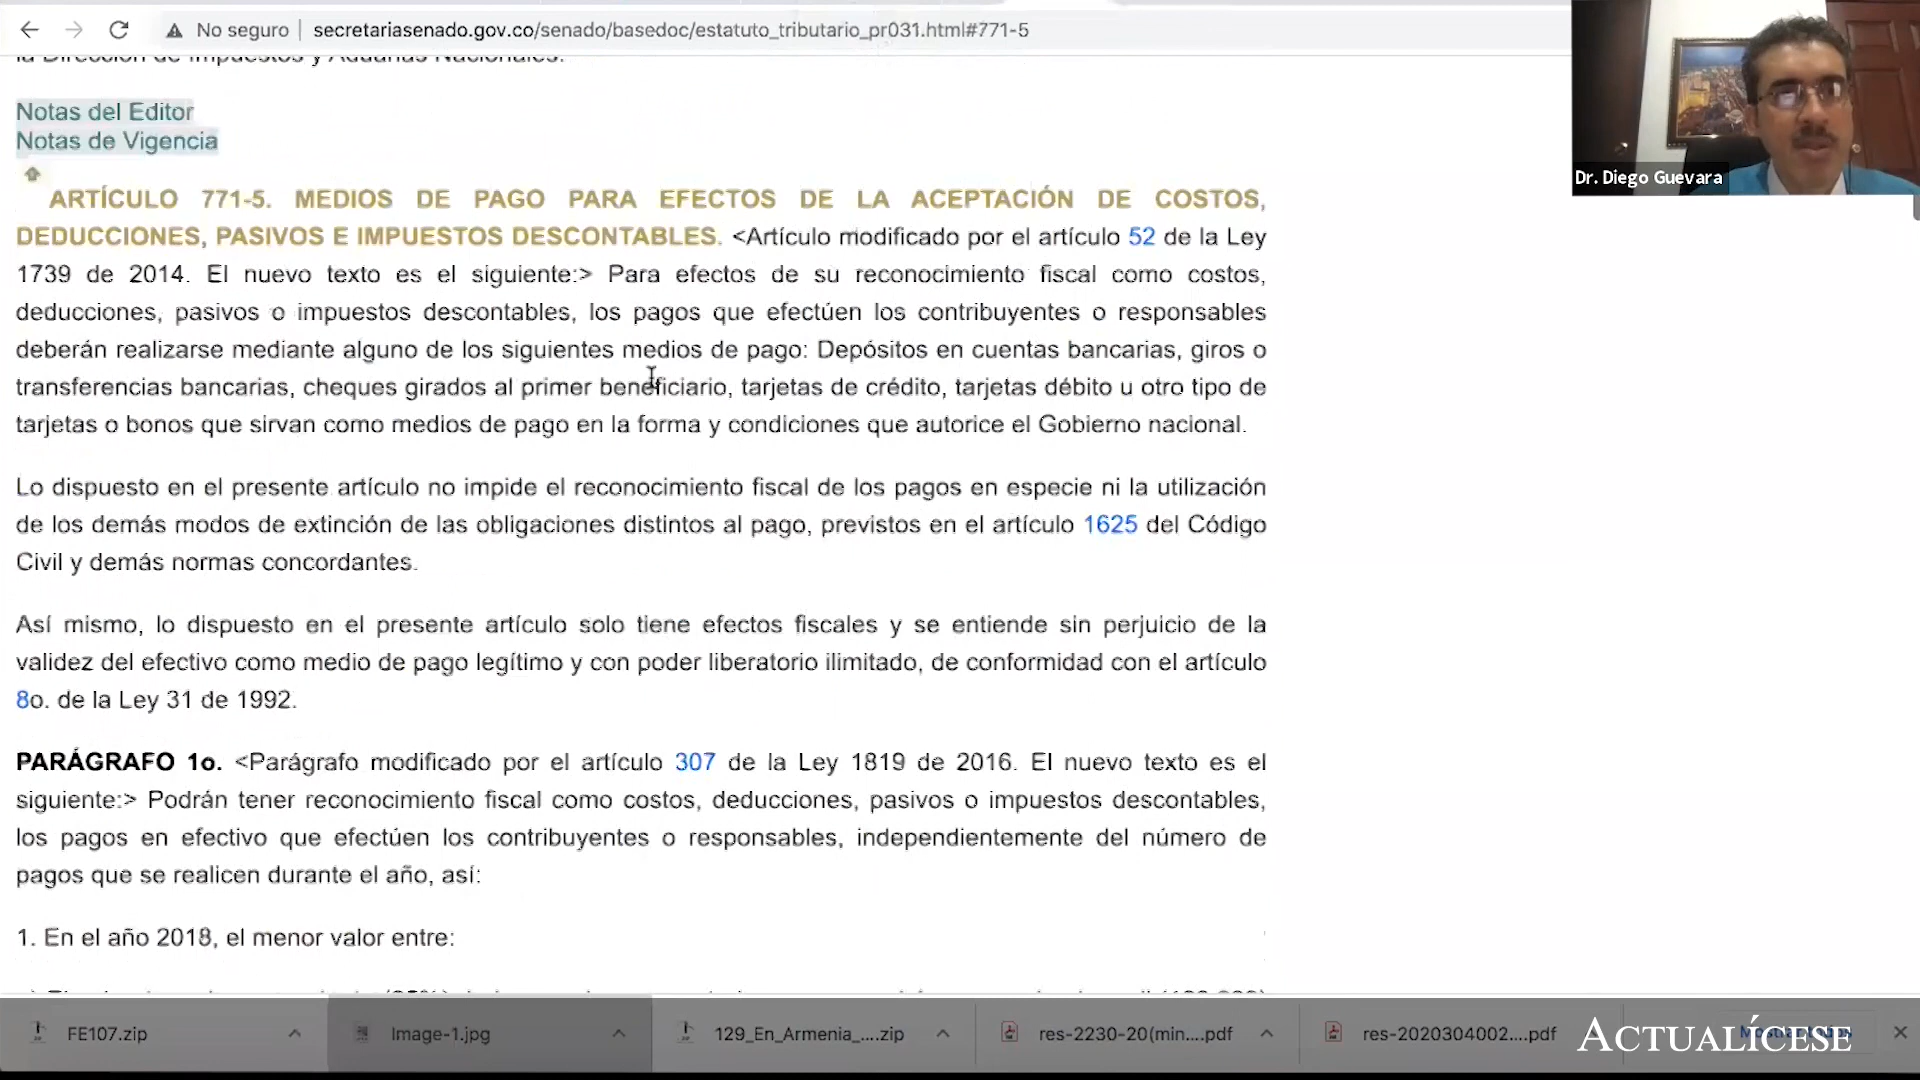 No seguro | secretariasenado.gov.co/senado/basedoc/estatuto_tributario_pr031.html#771-5
la Dirección de Impuestos y Aduanas Nacionales.
Notas del Editor
Notas de Vigencia
Dr. Diego Guevara
ARTÍCULO 771-5. MEDIOS DE PAGO PARA EFECTOS DE LA ACEPTACIÓN DE COSTOS,
DEDUCCIONES, PASIVOS E IMPUESTOS DESCONTABLES. <Artículo modificado por el artículo 52 de la Ley
1739 de 2014. El nuevo texto es el siguiente:> Para efectos de su reconocimiento fiscal como costos,
deducciones, pasivos o impuestos descontables, los pagos que efectúen los contribuyentes o responsables
deberán realizarse mediante alguno de los siguientes medios de pago: Depósitos en cuentas bancarias, giros o
transferencias bancarias, cheques girados al primer beneficiario, tarjetas de crédito, tarjetas débito u otro tipo de
tarjetas o bonos que sirvan como medios de pago en la forma y condiciones que autorice el Gobierno nacional.
Lo dispuesto en el presente artículo no impide el reconocimiento fiscal de los pagos en especie ni la utilización
de los demás modos de extinción de las obligaciones distintos al pago, previstos en el artículo 1625 del Código
Civil y demás normas concordantes.
Así mismo, lo dispuesto en el presente artículo solo tiene efectos fiscales y se entiende sin perjuicio de la
validez del efectivo como medio de pago legítimo y con poder liberatorio ilimitado, de conformidad con el artículo
8o. de la Ley 31 de 1992.
PARÁGRAFO 1o. <Parágrafo modificado por el artículo 307 de la Ley 1819 de 2016. El nuevo texto es el
siguiente:> Podrán tener reconocimiento fiscal como costos, deducciones, pasivos o impuestos descontables,
los pagos en efectivo que efectúen los contribuyentes o responsables, independientemente del número de
pagos que se realicen durante el año, así:
1. En el año 2018, el menor valor entre:
FE107.zip
Image-1.jpg
129_En_Armenia_....zip
res-2230-20(min....pdf
res-2020304002....pdf
ACTUALÍCESE